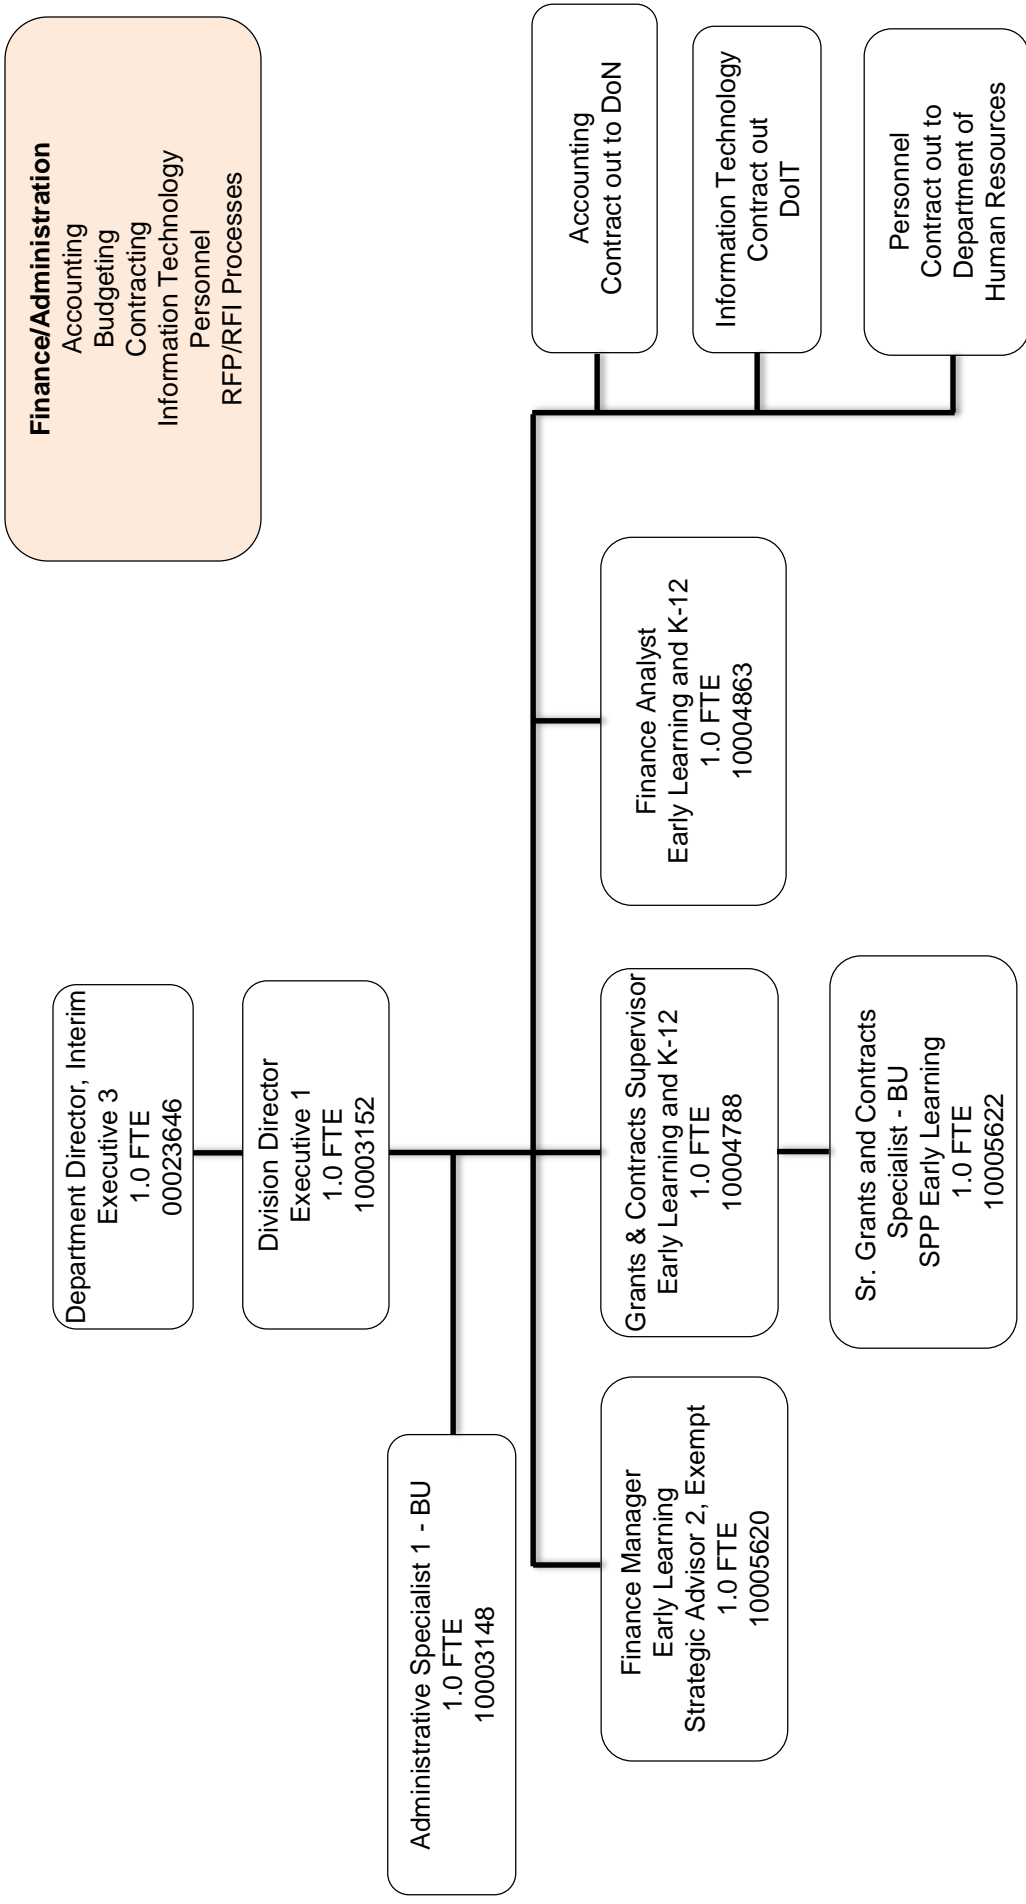 Finance/Administration
Accounting
Budgeting
Contracting
Information Technology
Personnel
RFP/RFI Processes
Department Director, Interim
Executive 3
1.0 FTE
00023646
Division Director
Executive 1
1.0 FTE
10003152
Administrative Specialist 1 - BU
1.0 FTE
10003148
Finance Manager
Early Learning
Strategic Advisor 2, Exempt
1.0 FTE
10005620
Grants & Contracts Supervisor
Early Learning and K-12
1.0 FTE
10004788
Sr. Grants and Contracts
Specialist - BU
SPP Early Learning
1.0 FTE
10005622
Finance Analyst
Early Learning and K-12
1.0 FTE
10004863
Accounting
Contract out to DoN
Information Technology
Contract out
DoIT
Personnel
Contract out to
Department of
Human Resources